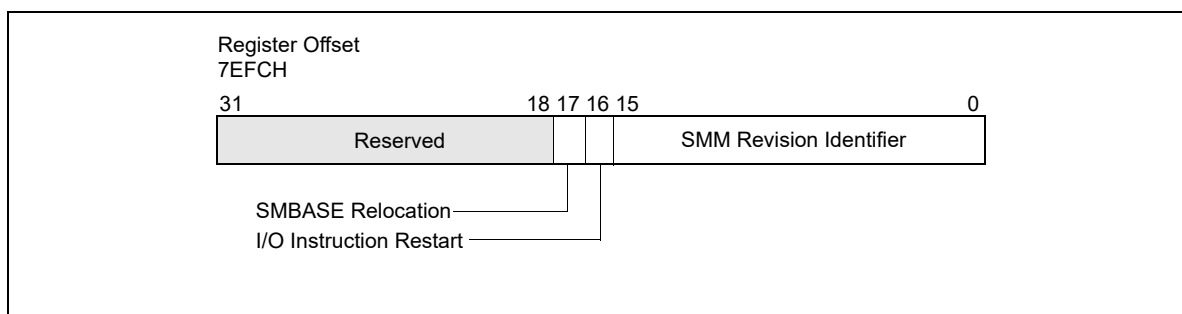 Register Offset
7EFCH
31 18 17 16 15 0
Reserved SMM Revision Identifier
SMBASE Relocation
I/O Instruction Restart